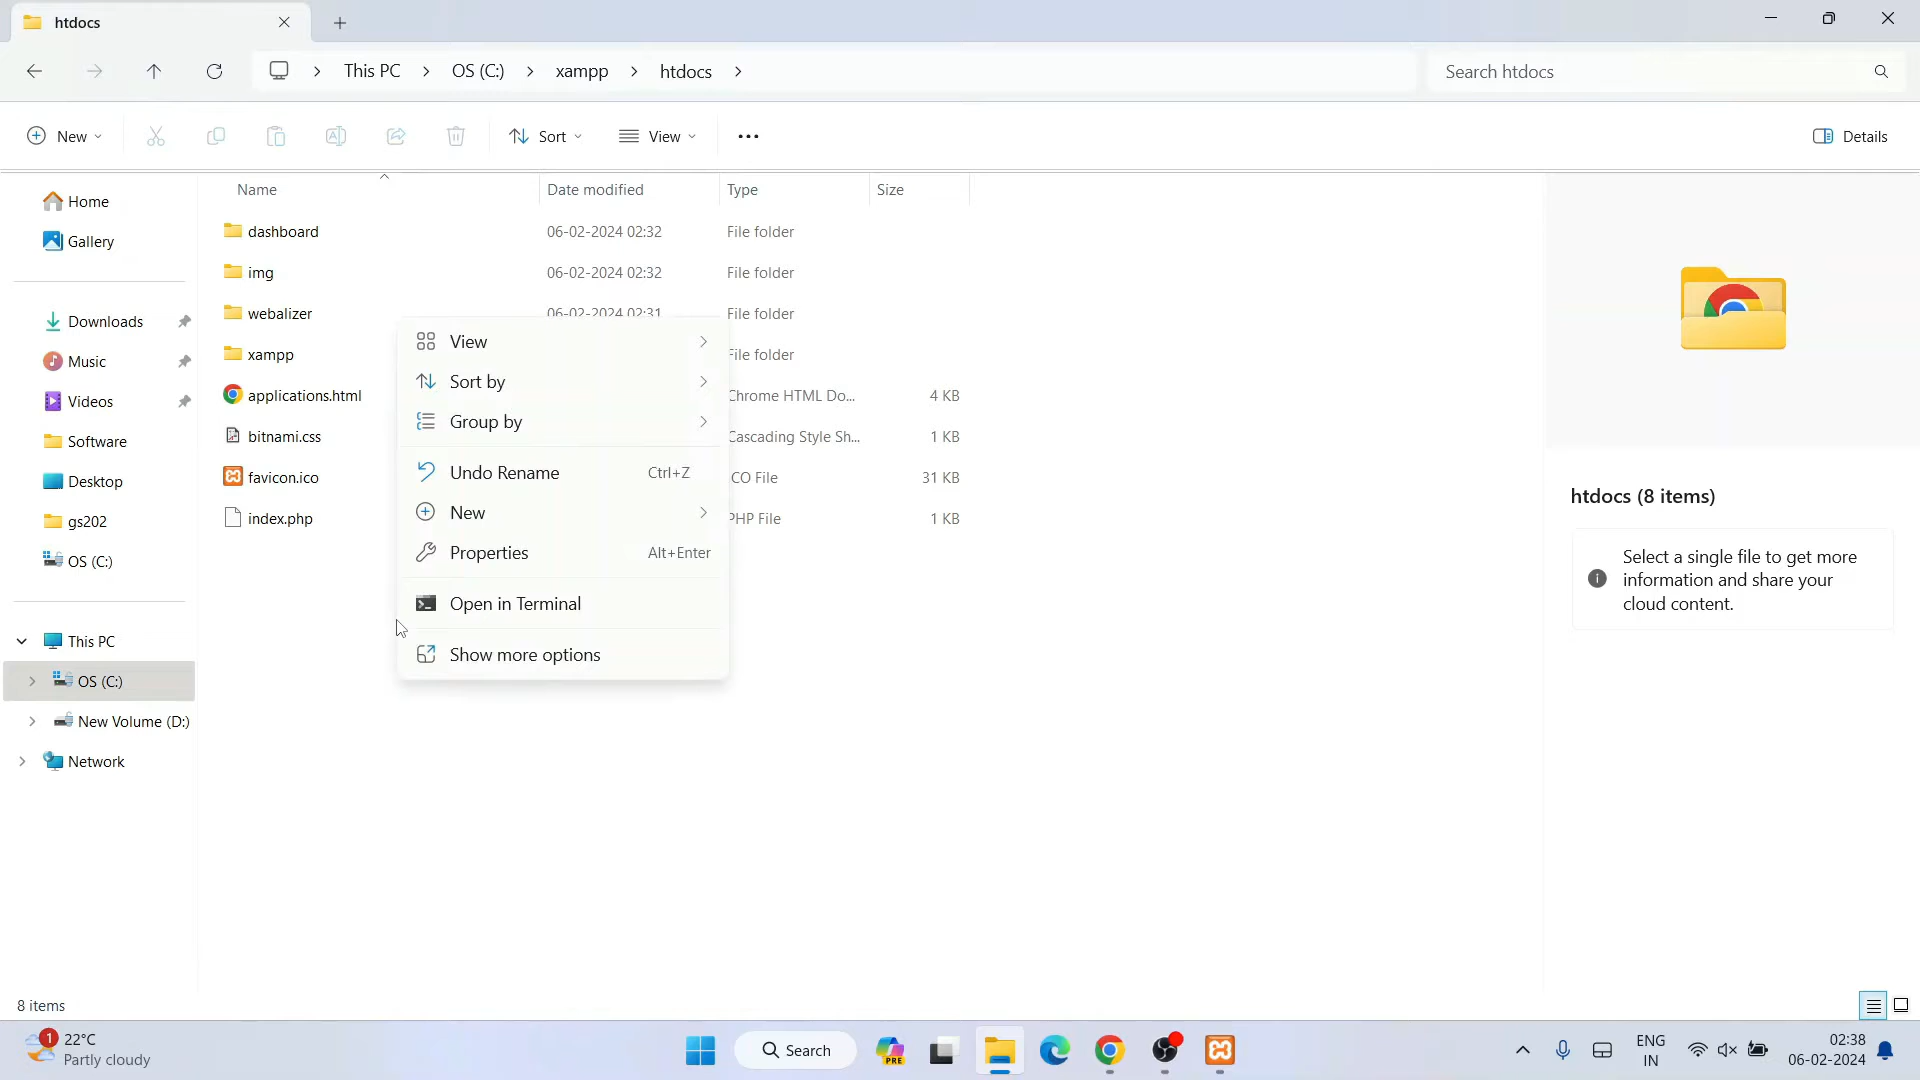 htdocs
This PC
OS (C:)
xampp
htdocs
Search htdocs
New
Sort
View
Details
Name
Date modified
Type
Size
Home
Gallery
Downloads
Music
Videos
Software
Desktop
gs202
OS (C:)
This PC
OS (C:)
New Volume (D:)
Network
dashboard 06-02-2024 02:32 File folder
img 06-02-2024 02:32 File folder
webalizer 06-02-2024 02:31 File folder
xampp File folder
applications.html Chrome HTML Do... 4 KB
bitnami.css Cascading Style Sh... 1 KB
favicon.ico CO File 31 KB
index.php PHP File 1 KB
View
Sort by
Group by
Undo Rename Ctrl+Z
New
Properties Alt+Enter
Open in Terminal
Show more options
htdocs (8 items)
Select a single file to get more
information and share your
cloud content.
8 items
1
22°C
Partly cloudy
Search
PRE
ENG
IN
02:38
06-02-2024